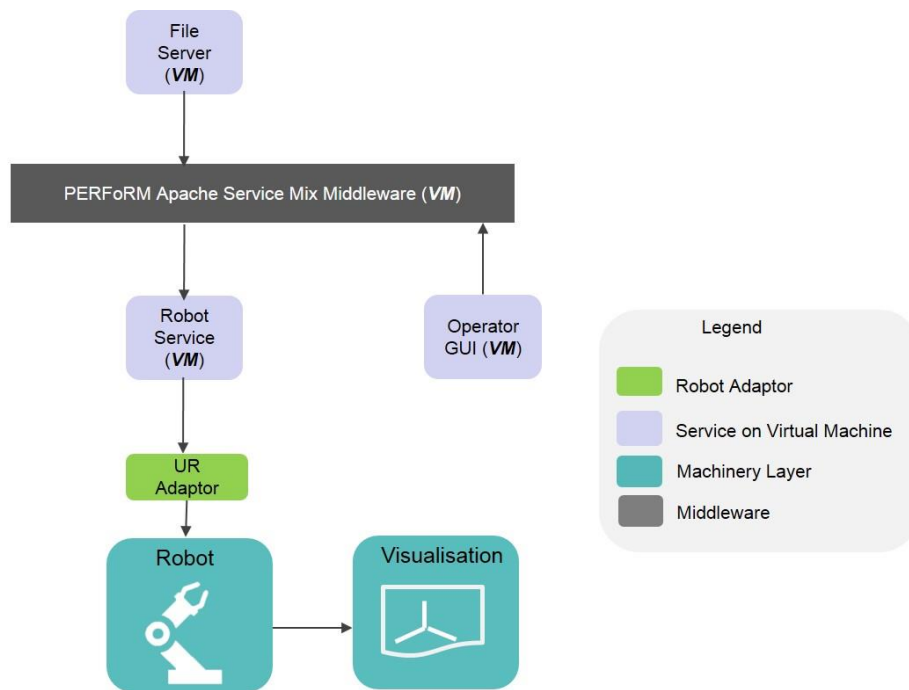 File
Server
(VM)
PERFoRM Apache Service Mix Middleware (VM)
Robot
Service
(VM)
Operator
GUI (VM)
UR
Adaptor
Robot
Visualisation
Legend
Robot Adaptor
Service on Virtual Machine
Machinery Layer
Middleware